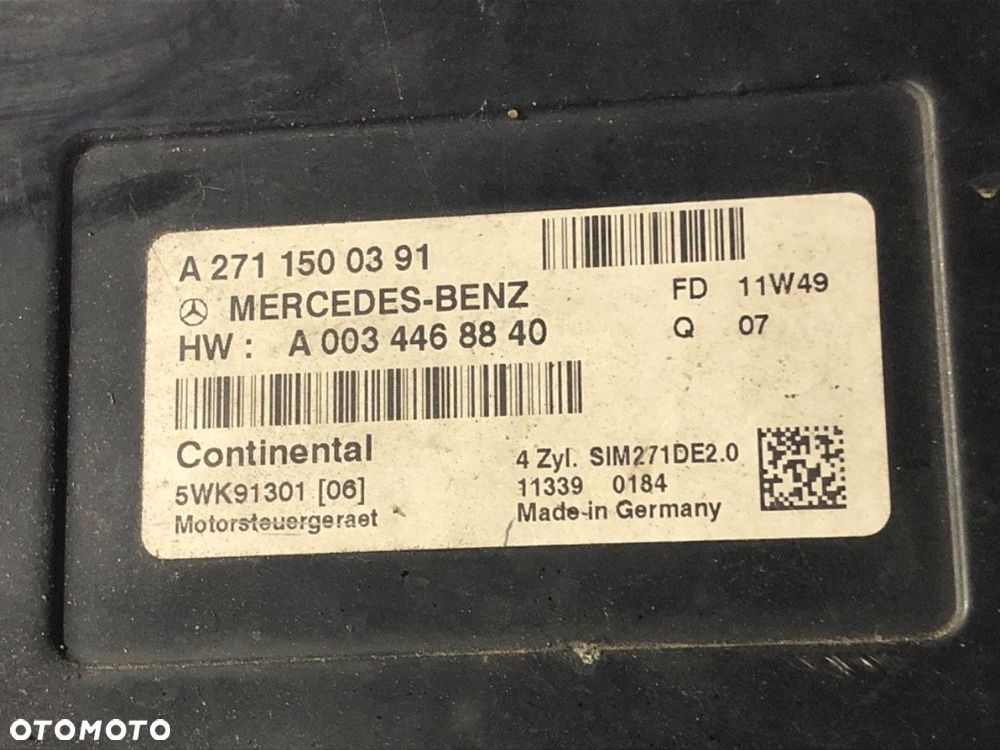 A 271 150 03 91
MERCEDES-BENZ
HW : A 003 446 88 40
FD 11W49
Q 07
Continental
5WK91301 [06]
Motorsteuergeraet
4 Zyl. SIM271DE2.0
11339 0184
Made-in Germany
OTOMOTO